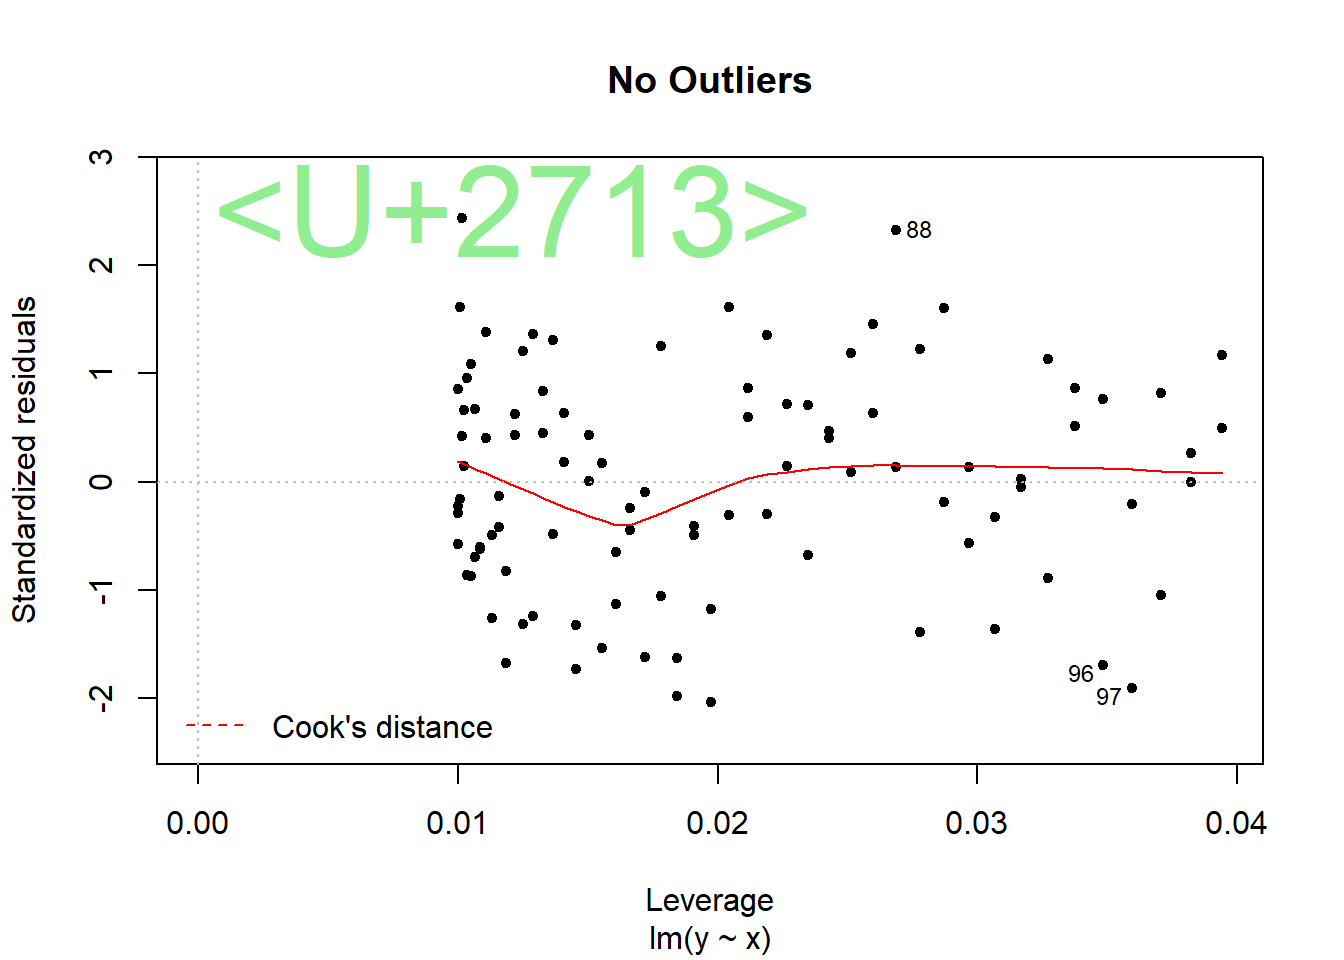 No Outliers
<U+2713>
3
2
1
0
-1
-2
Standardized residuals
88
96
97
Cook's distance
0.00 0.01 0.02 0.03 0.04
Leverage
lm(y ~ x)